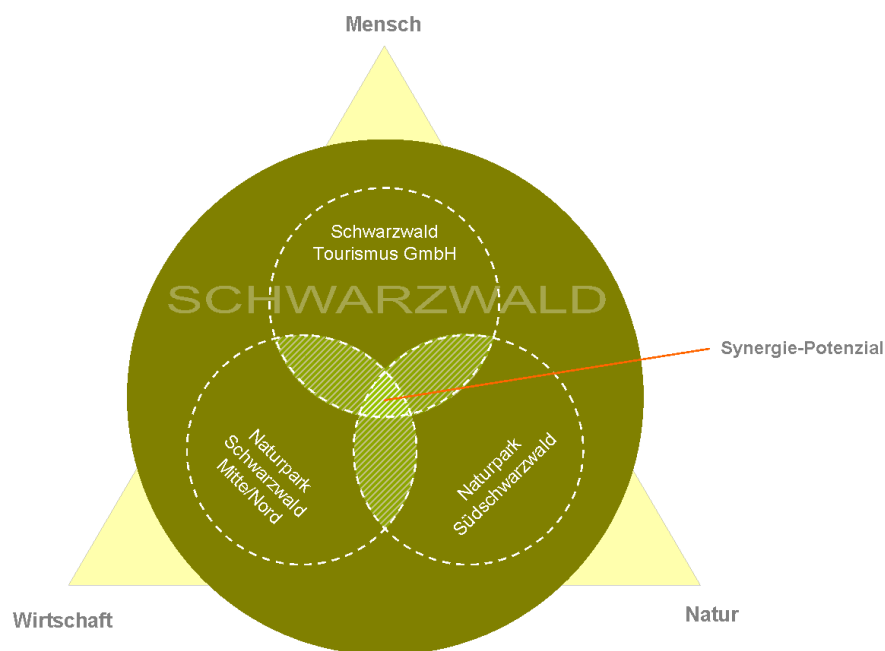 Mensch
Schwarzwald
Tourismus GmbH
SCHWARZWALD
Synergie-Potenzial
Naturpark
Schwarzwald
Mitte/Nord
Naturpark
Südschwarzwald
Wirtschaft
Natur